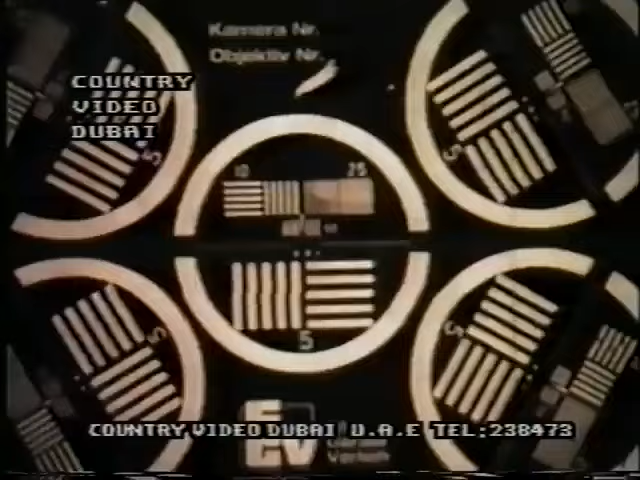 Kamera Nr.
Objektiv Nr.
COUNTRY
VIDEO
DUBAI
5
5
10 25
5
5
5
COUNTRY VIDEO DUBAI U.A.E TEL:238473